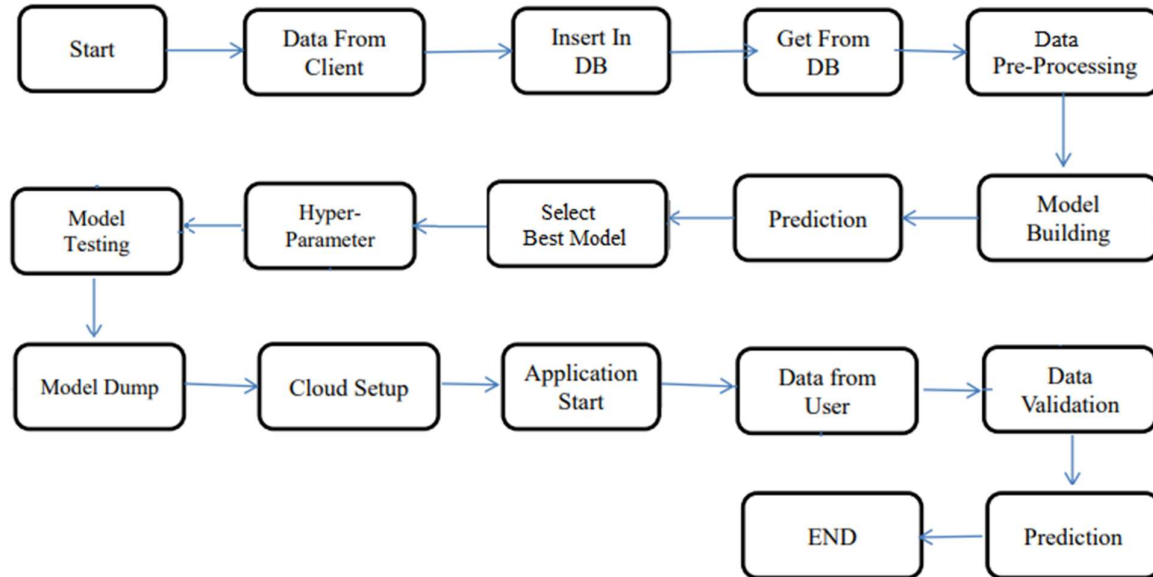 Start
Data From
Client
Insert In
DB
Get From
DB
Data
Pre-Processing
Model
Testing
Hyper-
Parameter
Select
Best Model
Prediction
Model
Building
Model Dump
Cloud Setup
Application
Start
Data from
User
Data
Validation
END
Prediction